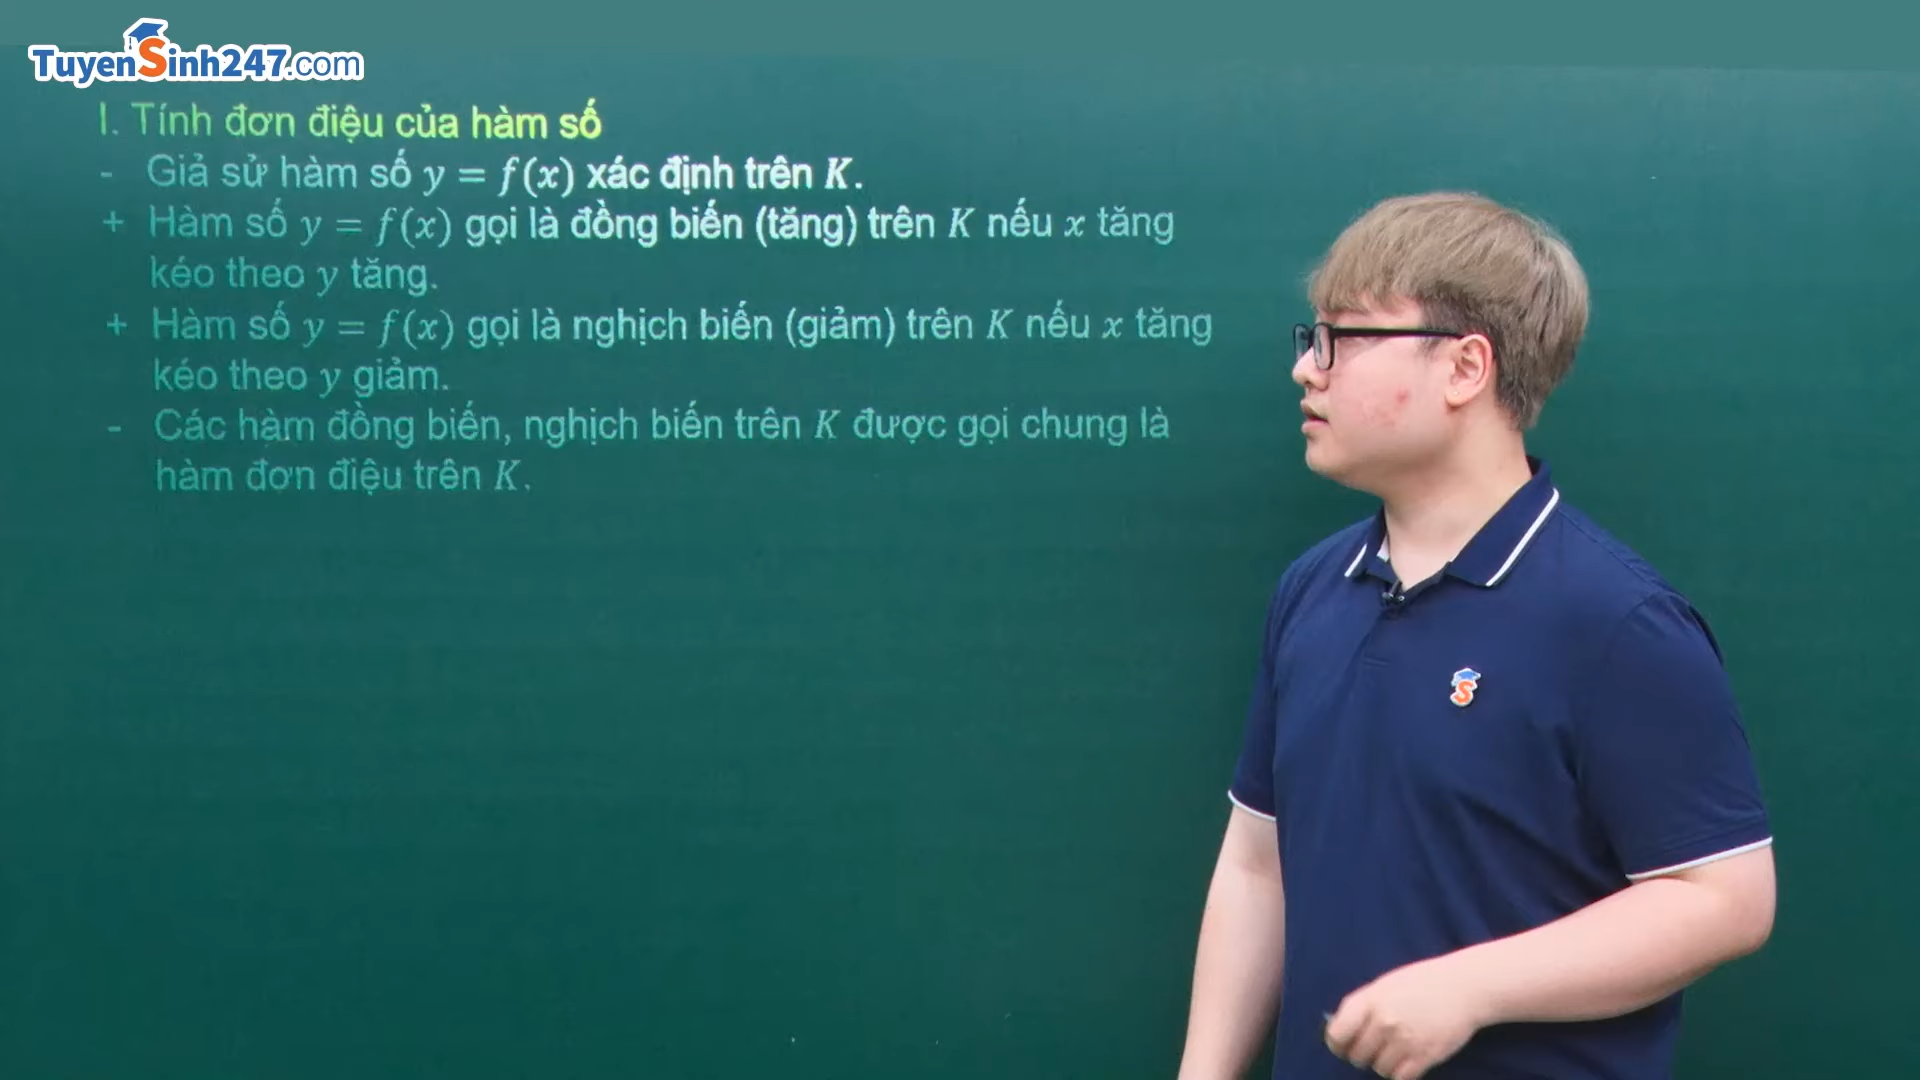 TuyenSinh247.com
I. Tính đơn điệu của hàm số
- Giả sử hàm số y = f(x) xác định trên K.
+ Hàm số y = f(x) gọi là đồng biến (tăng) trên K nếu x tăng
kéo theo y tăng.
+ Hàm số y = f(x) gọi là nghịch biến (giảm) trên K nếu x tăng
kéo theo y giảm.
- Các hàm đồng biến, nghịch biến trên K được gọi chung là
hàm đơn điệu trên K.
S